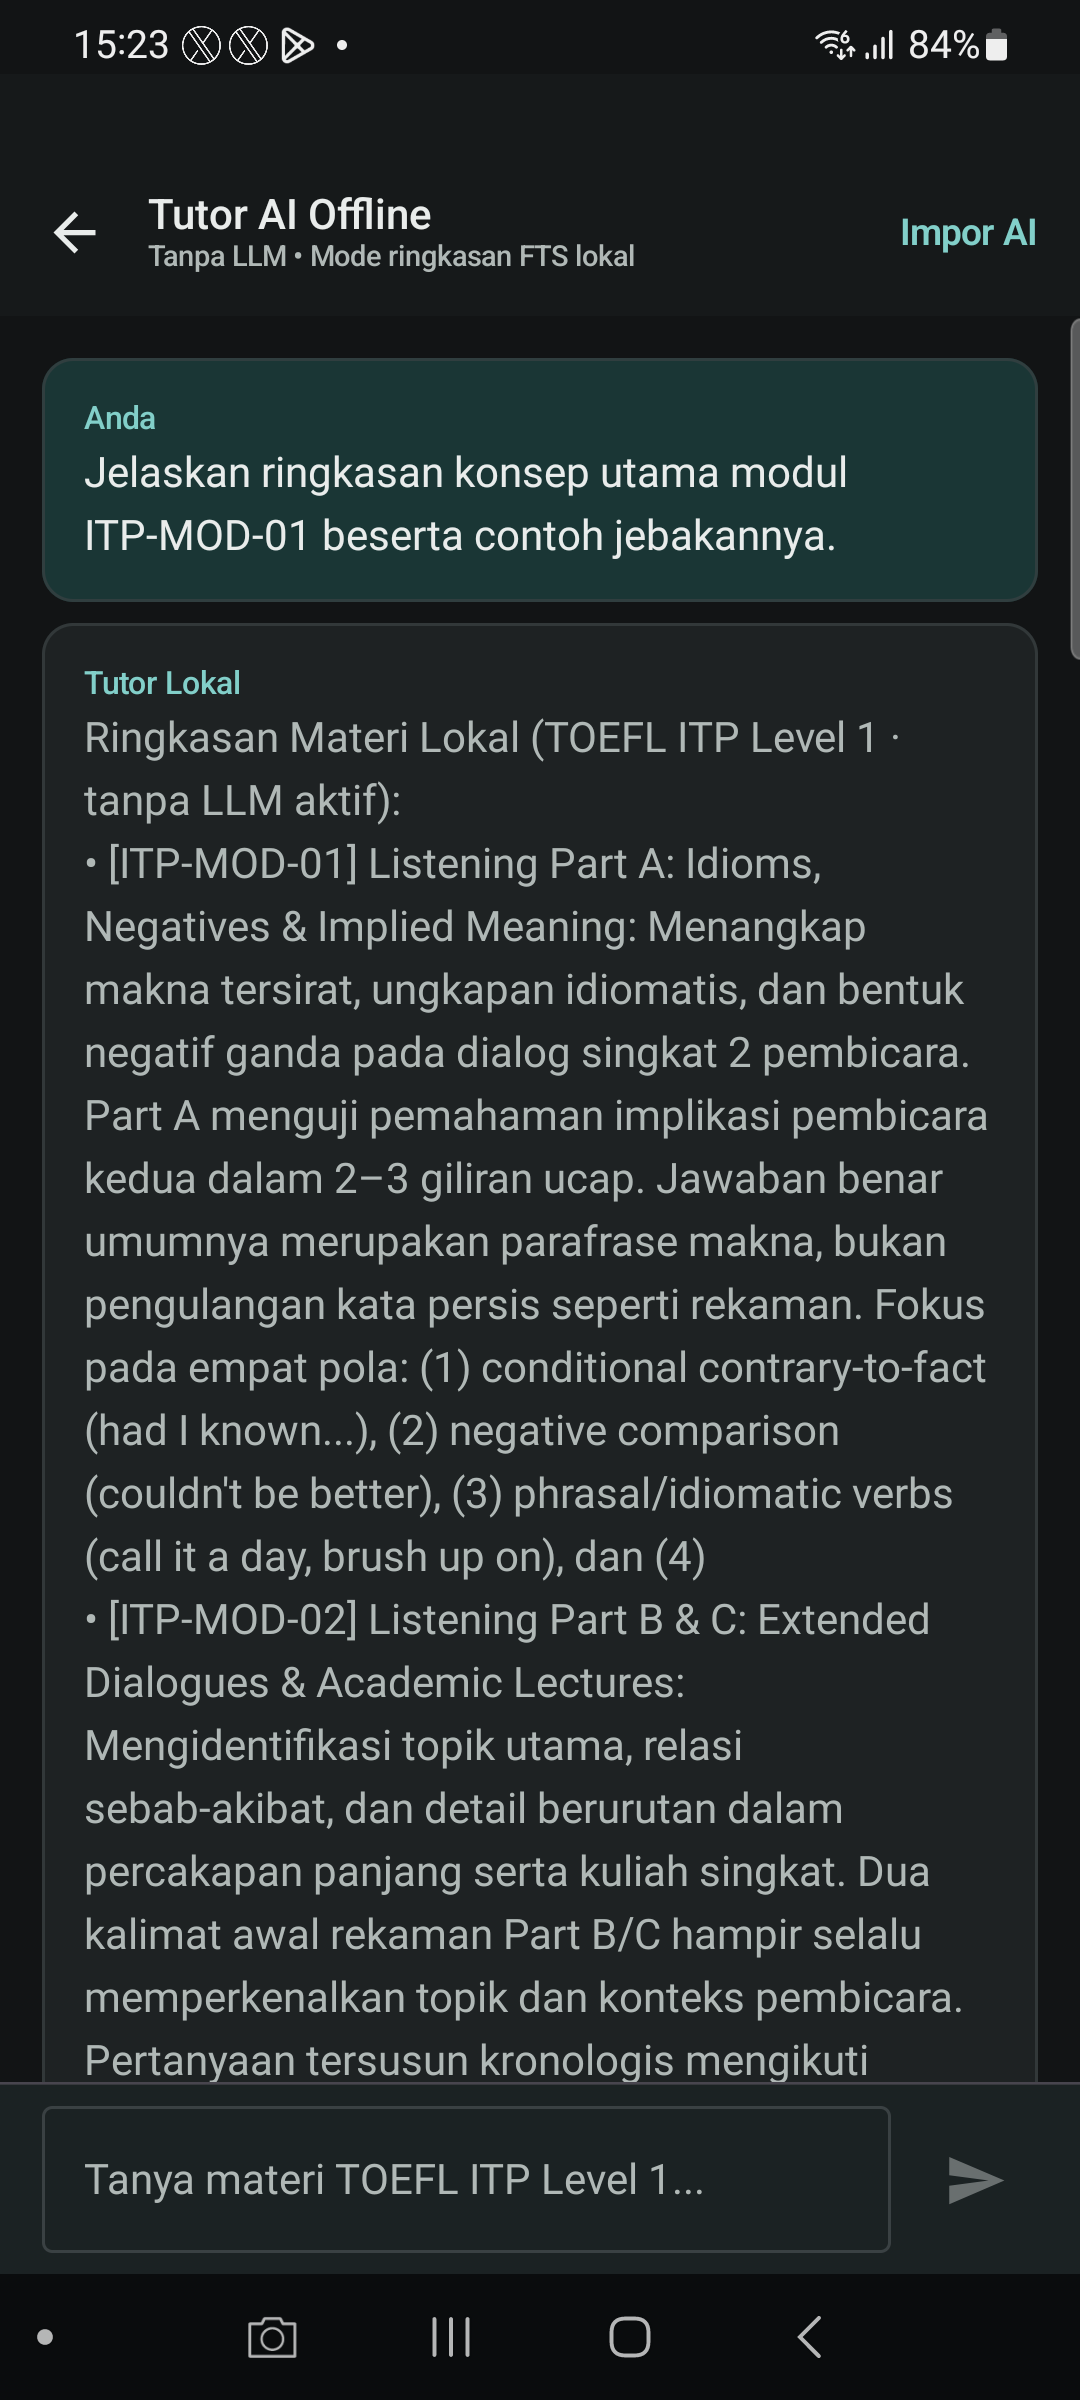 15:23
84%
Tutor AI Offline
Tanpa LLM • Mode ringkasan FTS lokal
Impor AI
Anda
Jelaskan ringkasan konsep utama modul
ITP-MOD-01 beserta contoh jebakannya.
Tutor Lokal
Ringkasan Materi Lokal (TOEFL ITP Level 1 ·
tanpa LLM aktif):
• [ITP-MOD-01] Listening Part A: Idioms,
Negatives & Implied Meaning: Menangkap
makna tersirat, ungkapan idiomatis, dan bentuk
negatif ganda pada dialog singkat 2 pembicara.
Part A menguji pemahaman implikasi pembicara
kedua dalam 2–3 giliran ucap. Jawaban benar
umumnya merupakan parafrase makna, bukan
pengulangan kata persis seperti rekaman. Fokus
pada empat pola: (1) conditional contrary-to-fact
(had I known...), (2) negative comparison
(couldn't be better), (3) phrasal/idiomatic verbs
(call it a day, brush up on), dan (4)
• [ITP-MOD-02] Listening Part B & C: Extended
Dialogues & Academic Lectures:
Mengidentifikasi topik utama, relasi
sebab-akibat, dan detail berurutan dalam
percakapan panjang serta kuliah singkat. Dua
kalimat awal rekaman Part B/C hampir selalu
memperkenalkan topik dan konteks pembicara.
Pertanyaan tersusun kronologis mengikuti
Tanya materi TOEFL ITP Level 1...